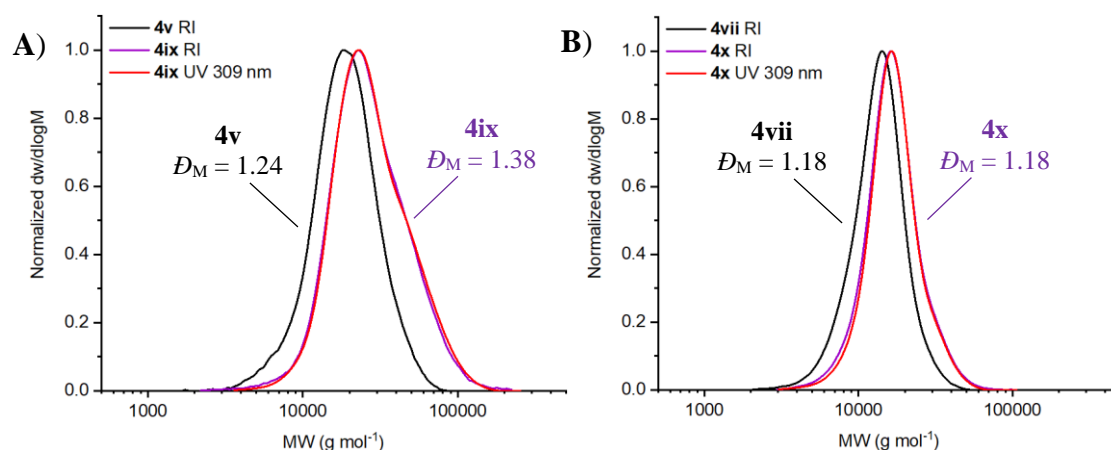 A)
4v RI
4ix RI
4ix UV 309 nm
4v
ĐM = 1.24
4ix
ĐM = 1.38
Normalized dw/dlogM
1.0
0.8
0.6
0.4
0.2
0.0
1000
10000
100000
MW (g mol-1)
B)
4vii RI
4x RI
4x UV 309 nm
4vii
ĐM = 1.18
4x
ĐM = 1.18
Normalized dw/dlogM
1.0
0.8
0.6
0.4
0.2
0.0
1000
10000
100000
MW (g mol-1)